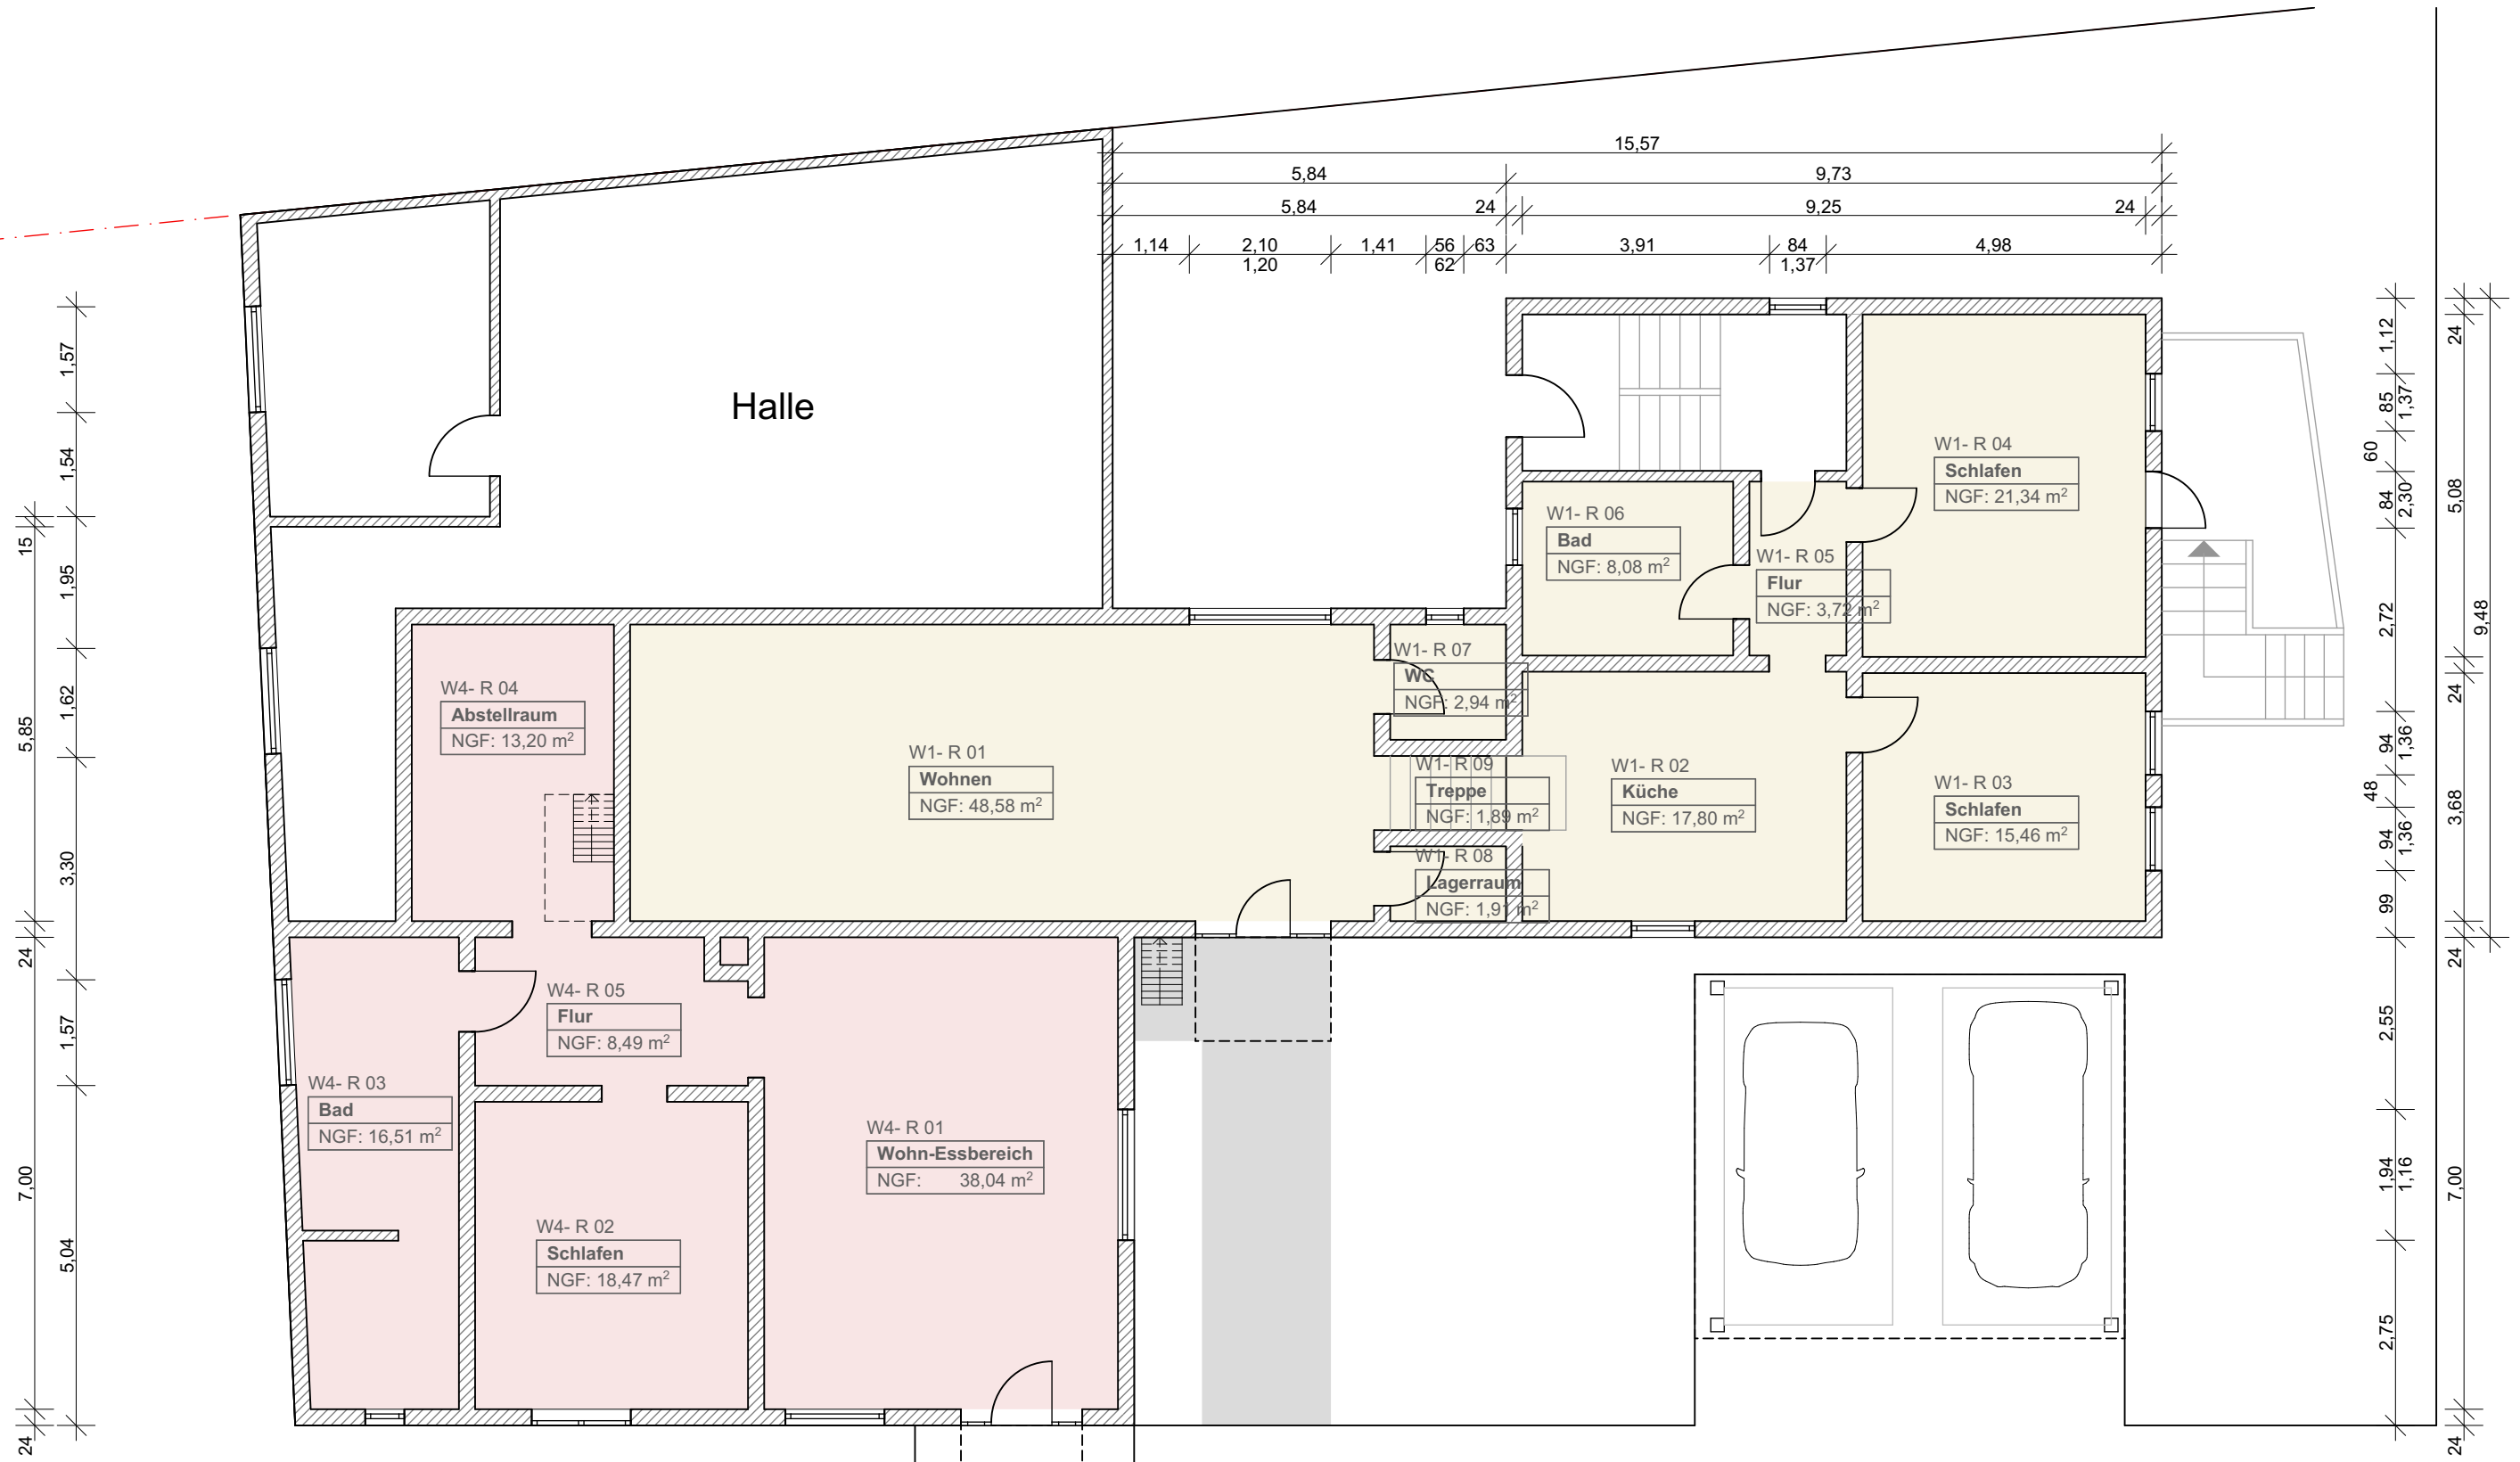 15,57
5,84 9,73
5,84 24 9,25 24
1,14 2,10 1,41 56 63 3,91 84 4,98
1,20 62 1,37
Halle
1,57
1,54
15
1,95
1,62
5,85
3,30
24
1,57
7,00
5,04
24
W4- R 04
Abstellraum
NGF: 13,20 m²
W1- R 01
Wohnen
NGF: 48,58 m²
W1- R 06
Bad
NGF: 8,08 m²
W1- R 05
Flur
NGF: 3,72 m²
W1- R 04
Schlafen
NGF: 21,34 m²
W1- R 07
WC
NGF: 2,94 m²
W1- R 09
Treppe
NGF: 1,89 m²
W1- R 08
Lagerraum
NGF: 1,91 m²
W1- R 02
Küche
NGF: 17,80 m²
W1- R 03
Schlafen
NGF: 15,46 m²
W4- R 05
Flur
NGF: 8,49 m²
W4- R 03
Bad
NGF: 16,51 m²
W4- R 01
Wohn-Essbereich
NGF: 38,04 m²
W4- R 02
Schlafen
NGF: 18,47 m²
1,12
85
1,37
60
84
2,30
2,72
94
1,36
48
94
1,36
99
2,55
1,94
1,16
2,75
24
5,08
24
3,68
24
7,00
24
9,48